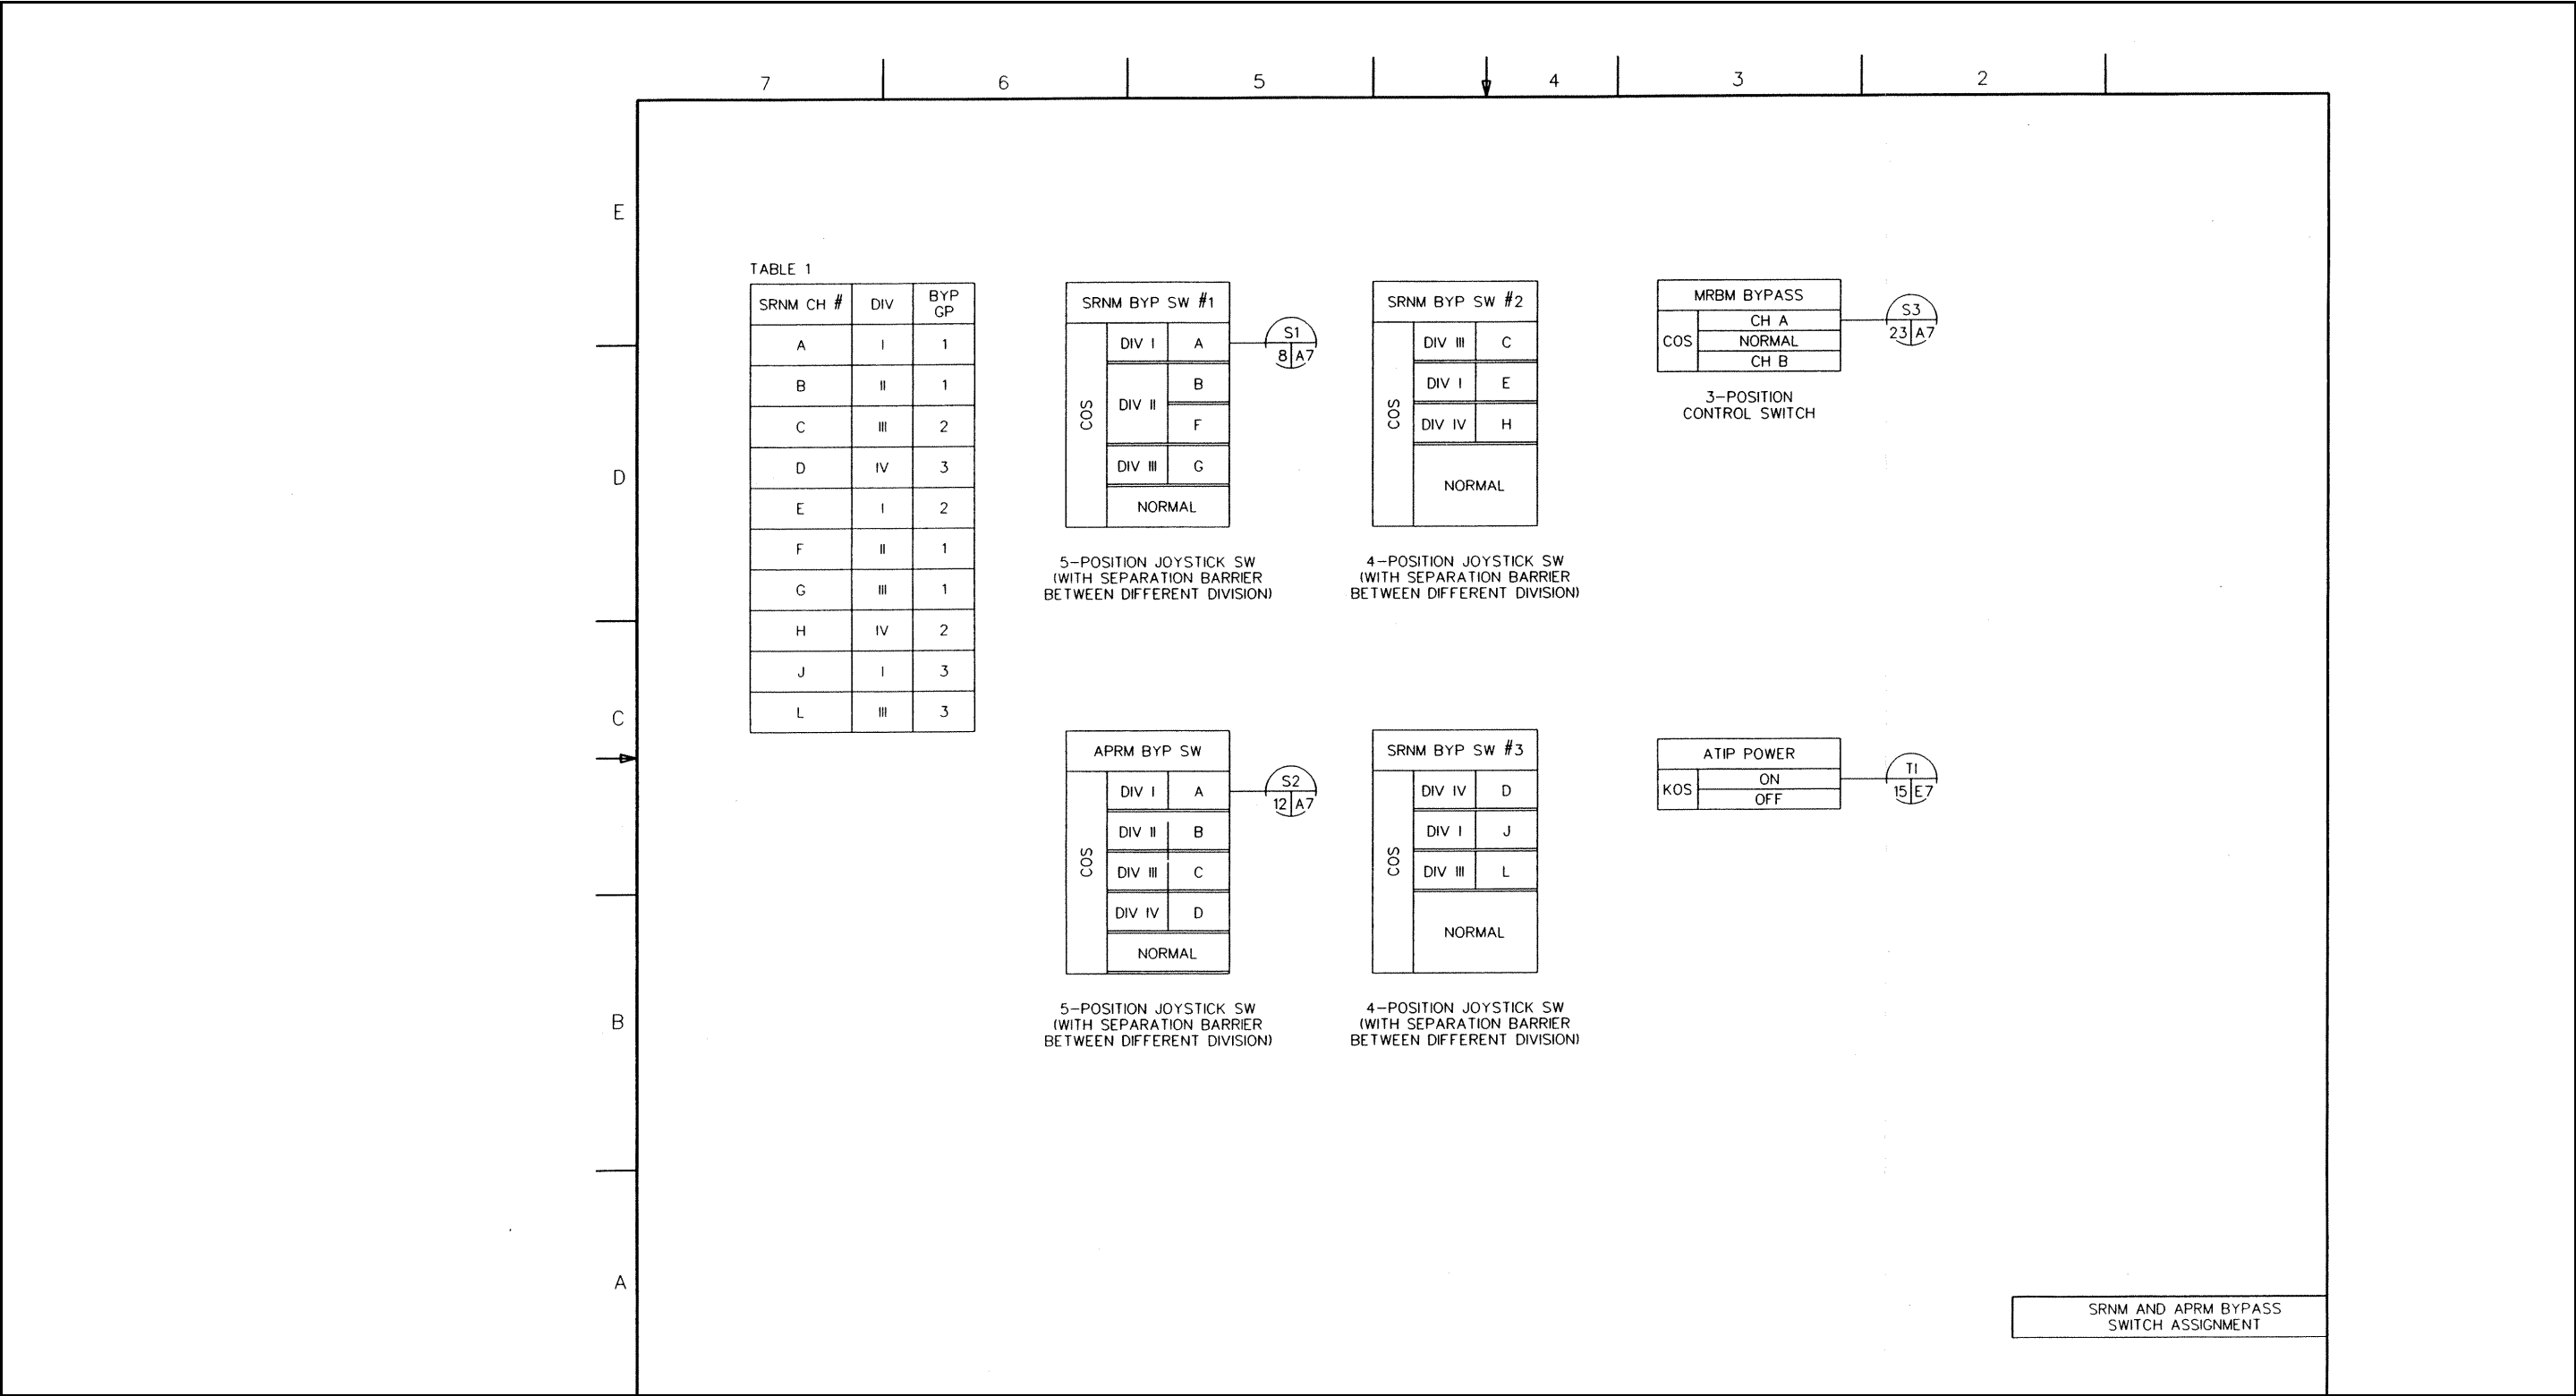 7 6 5 4 3 2
E
D
C
B
A
TABLE 1
SRNM CH # DIV BYP GP
A I 1
B II 1
C III 2
D IV 3
E I 2
F II 1
G III 1
H IV 2
J I 3
L III 3
SRNM BYP SW #1
COS
DIV I A
DIV II B
F
DIV III G
NORMAL
S1
8 A7
5-POSITION JOYSTICK SW
(WITH SEPARATION BARRIER
BETWEEN DIFFERENT DIVISION)
SRNM BYP SW #2
COS
DIV III C
DIV I E
DIV IV H
NORMAL
4-POSITION JOYSTICK SW
(WITH SEPARATION BARRIER
BETWEEN DIFFERENT DIVISION)
MRBM BYPASS
COS
CH A
NORMAL
CH B
S3
23 A7
3-POSITION
CONTROL SWITCH
APRM BYP SW
COS
DIV I A
DIV II B
DIV III C
DIV IV D
NORMAL
S2
12 A7
5-POSITION JOYSTICK SW
(WITH SEPARATION BARRIER
BETWEEN DIFFERENT DIVISION)
SRNM BYP SW #3
COS
DIV IV D
DIV I J
DIV III L
NORMAL
4-POSITION JOYSTICK SW
(WITH SEPARATION BARRIER
BETWEEN DIFFERENT DIVISION)
ATIP POWER
KOS
ON
OFF
T1
15 E7
SRNM AND APRM BYPASS
SWITCH ASSIGNMENT